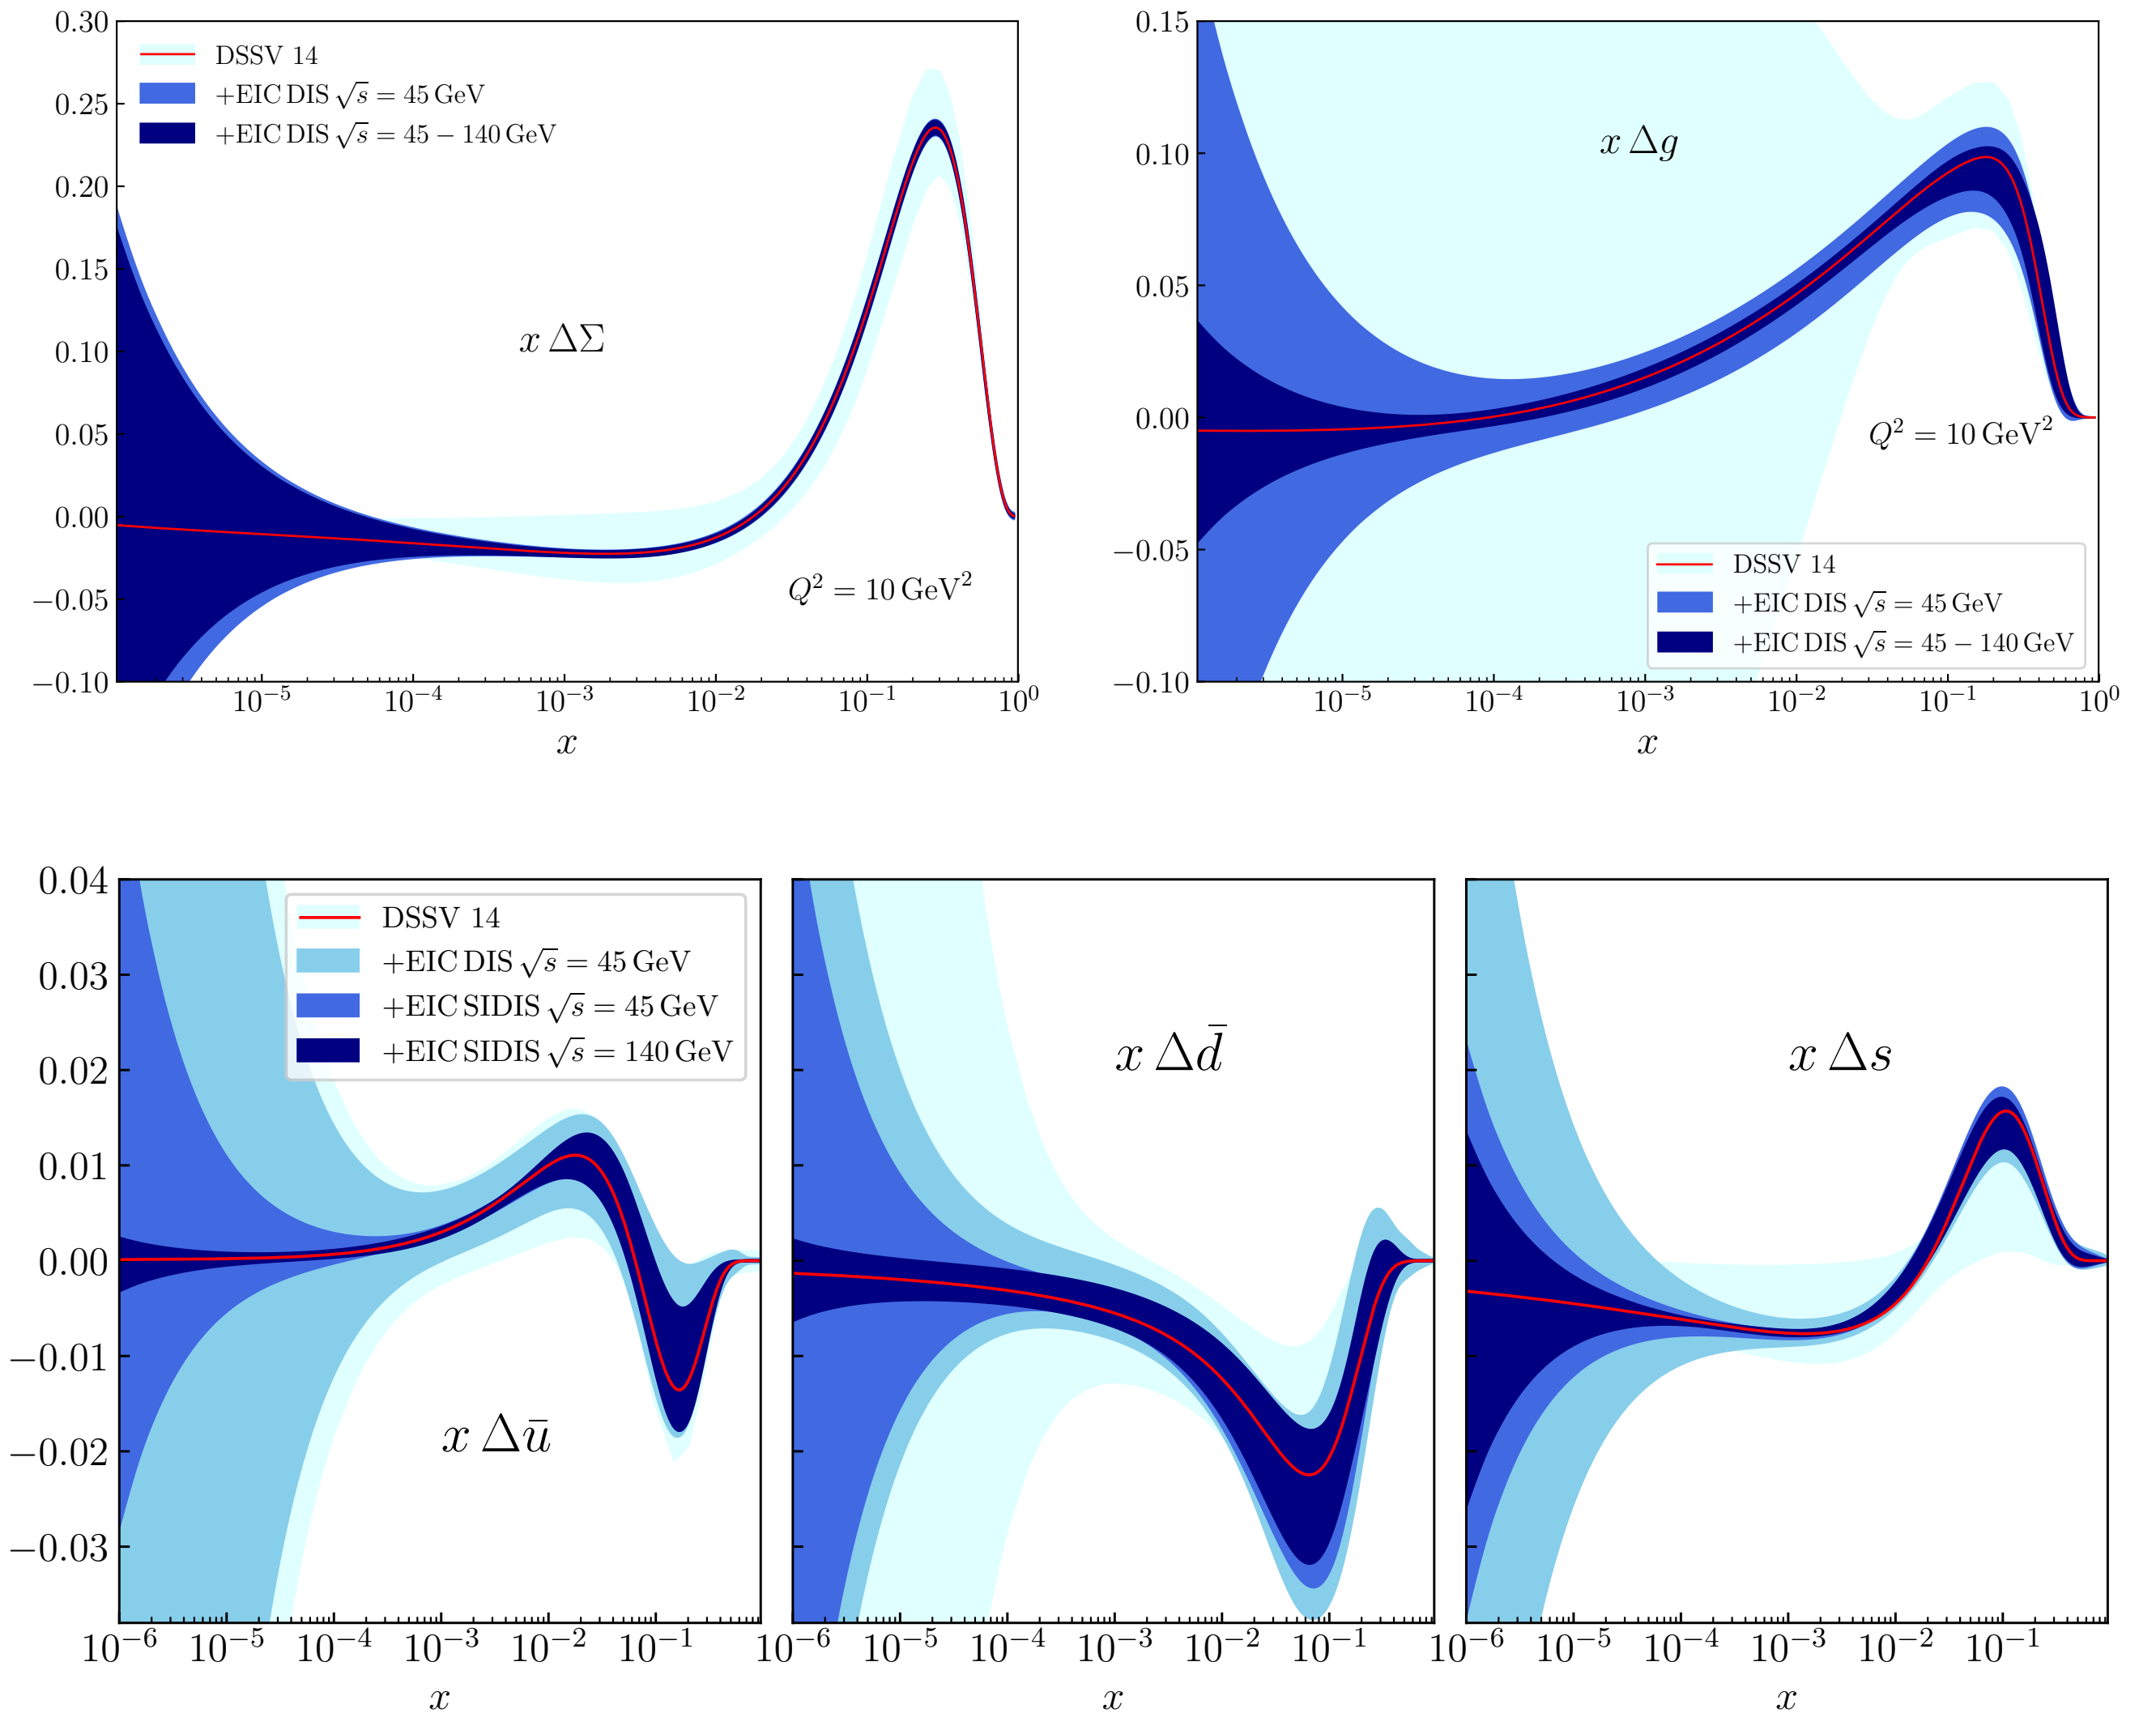 0.30
0.25
0.20
0.15
0.10
0.05
0.00
−0.05
−0.10
DSSV 14
+EIC DIS √s = 45 GeV
+EIC DIS √s = 45 − 140 GeV
x ΔΣ
Q² = 10 GeV²
10⁻⁵ 10⁻⁴ 10⁻³ 10⁻² 10⁻¹ 10⁰
x
0.15
0.10
0.05
0.00
−0.05
−0.10
x Δg
Q² = 10 GeV²
DSSV 14
+EIC DIS √s = 45 GeV
+EIC DIS √s = 45 − 140 GeV
10⁻⁵ 10⁻⁴ 10⁻³ 10⁻² 10⁻¹ 10⁰
x
0.04
0.03
0.02
0.01
0.00
−0.01
−0.02
−0.03
DSSV 14
+EIC DIS √s = 45 GeV
+EIC SIDIS √s = 45 GeV
+EIC SIDIS √s = 140 GeV
x Δū
10⁻⁶ 10⁻⁵ 10⁻⁴ 10⁻³ 10⁻² 10⁻¹
x
x Δd̄
10⁻⁶ 10⁻⁵ 10⁻⁴ 10⁻³ 10⁻² 10⁻¹
x
x Δs
10⁻⁶ 10⁻⁵ 10⁻⁴ 10⁻³ 10⁻² 10⁻¹
x